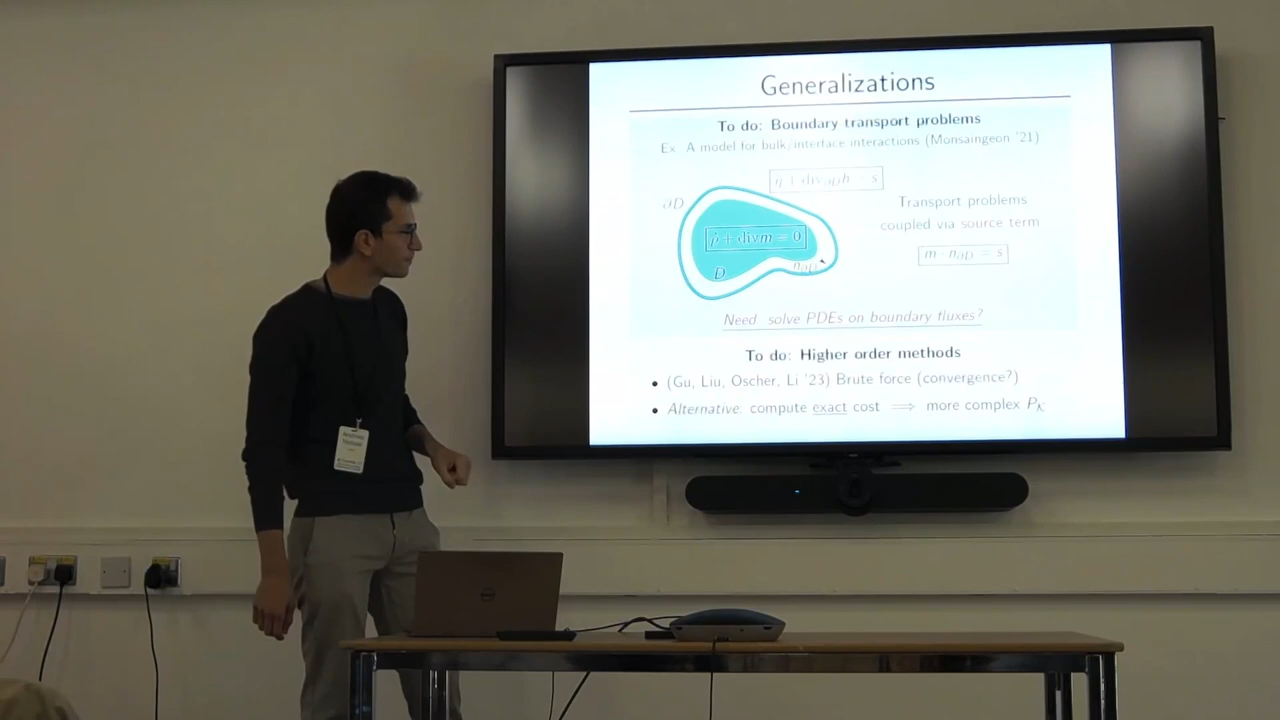 Generalizations
To do: Boundary transport problems
Ex. A model for bulk/interface interactions (Monsaingeon '21)
∂D
Transport problems
coupled via source term
ρ̇ + divm = 0
m · n∂D = s
D
n∂D
Need solve PDEs on boundary fluxes?
To do: Higher order methods
• (Gu, Liu, Oscher, Li '23) Brute force (convergence?)
• Alternative: compute exact cost ⟹ more complex P𝒦